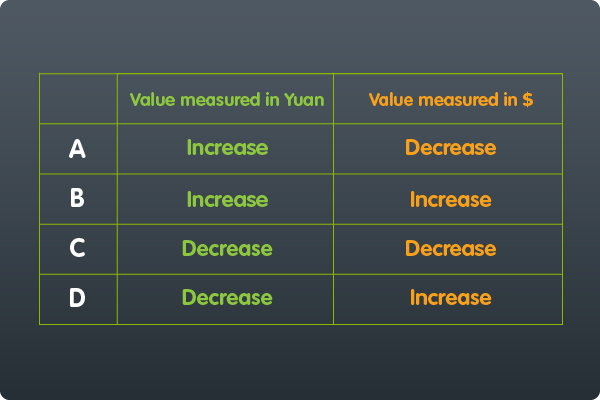 Value measured in Yuan Value measured in $
A Increase Decrease
B Increase Increase
C Decrease Decrease
D Decrease Increase